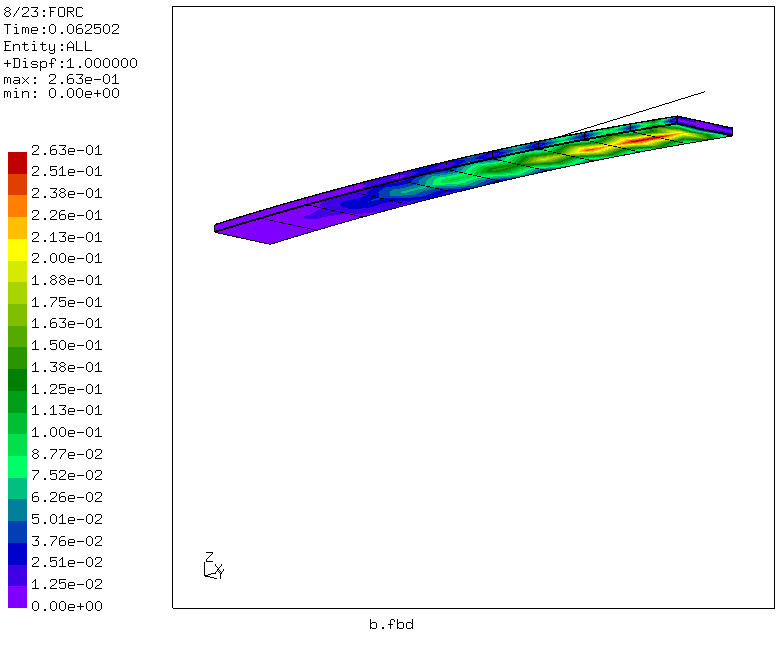 8/23:FORC
Time:0.062502
Entity:ALL
+Dispf:1.000000
max: 2.63e-01
min: 0.00e+00
2.63e-01
2.51e-01
2.38e-01
2.26e-01
2.13e-01
2.00e-01
1.88e-01
1.75e-01
1.63e-01
1.50e-01
1.38e-01
1.25e-01
1.13e-01
1.00e-01
8.77e-02
7.52e-02
6.26e-02
5.01e-02
3.76e-02
2.51e-02
1.25e-02
0.00e+00
Z
X
Y
b.fbd